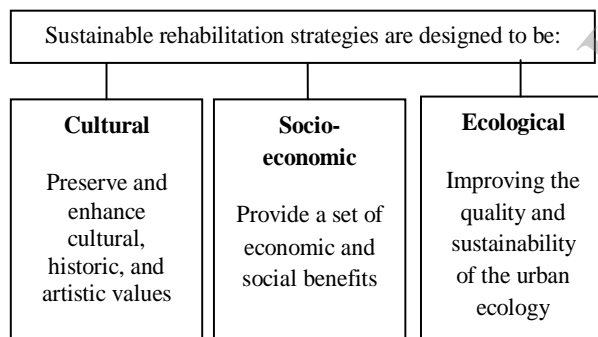 Sustainable rehabilitation strategies are designed to be:
Cultural
Preserve and
enhance
cultural,
historic, and
artistic values
Socio-
economic
Provide a set of
economic and
social benefits
Ecological
Improving the
quality and
sustainability
of the urban
ecology